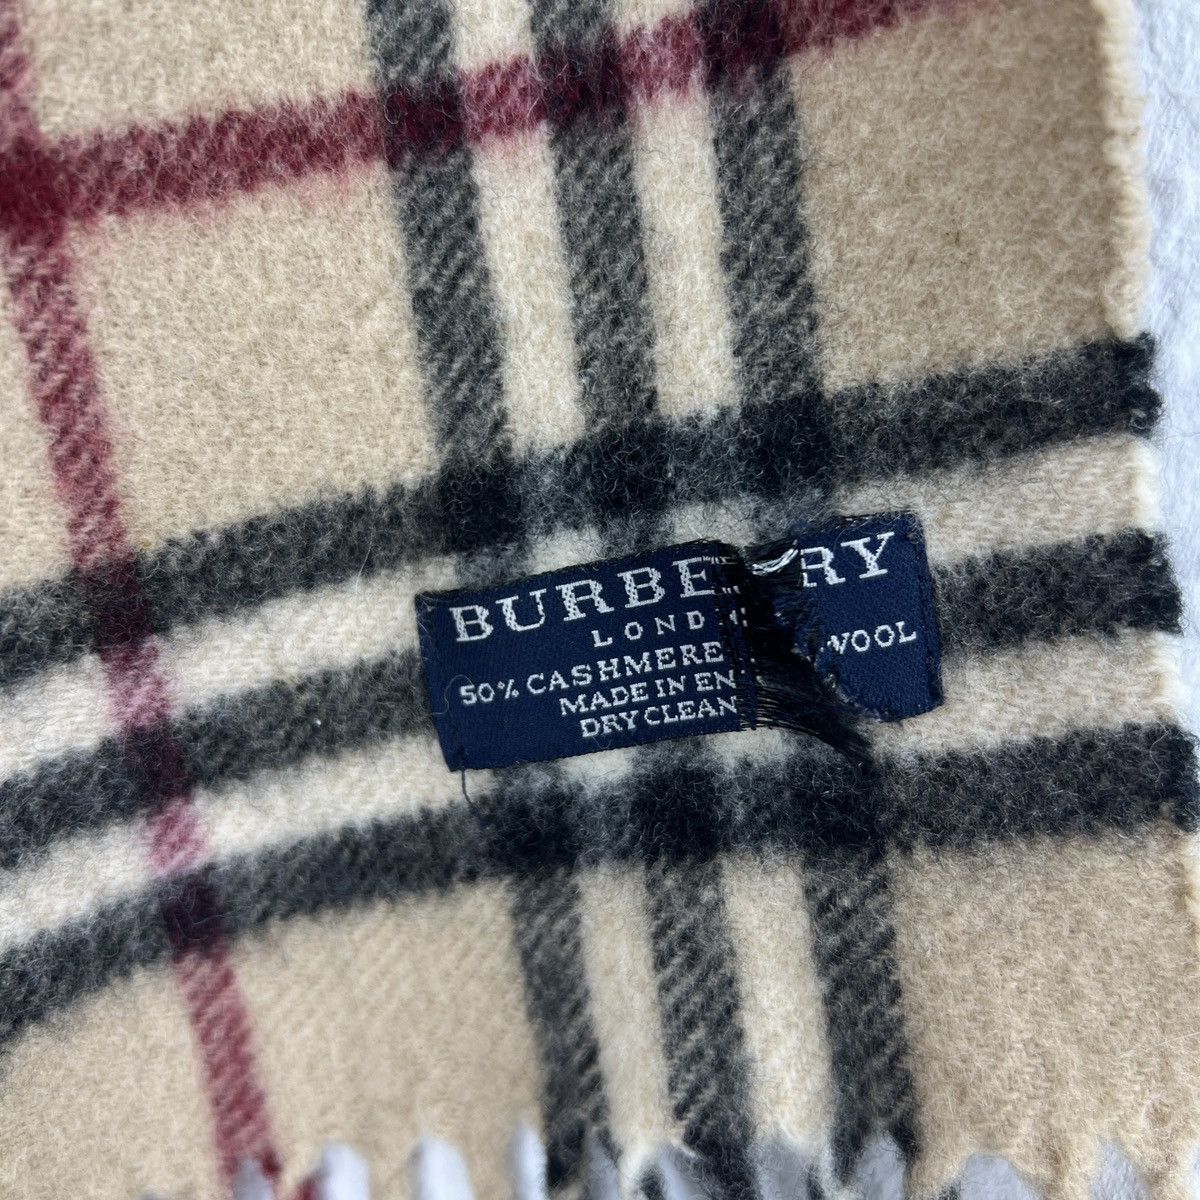 BURBE RY
LOND
50% CASHMERE WOOL
MADE IN EN
DRY CLEAN